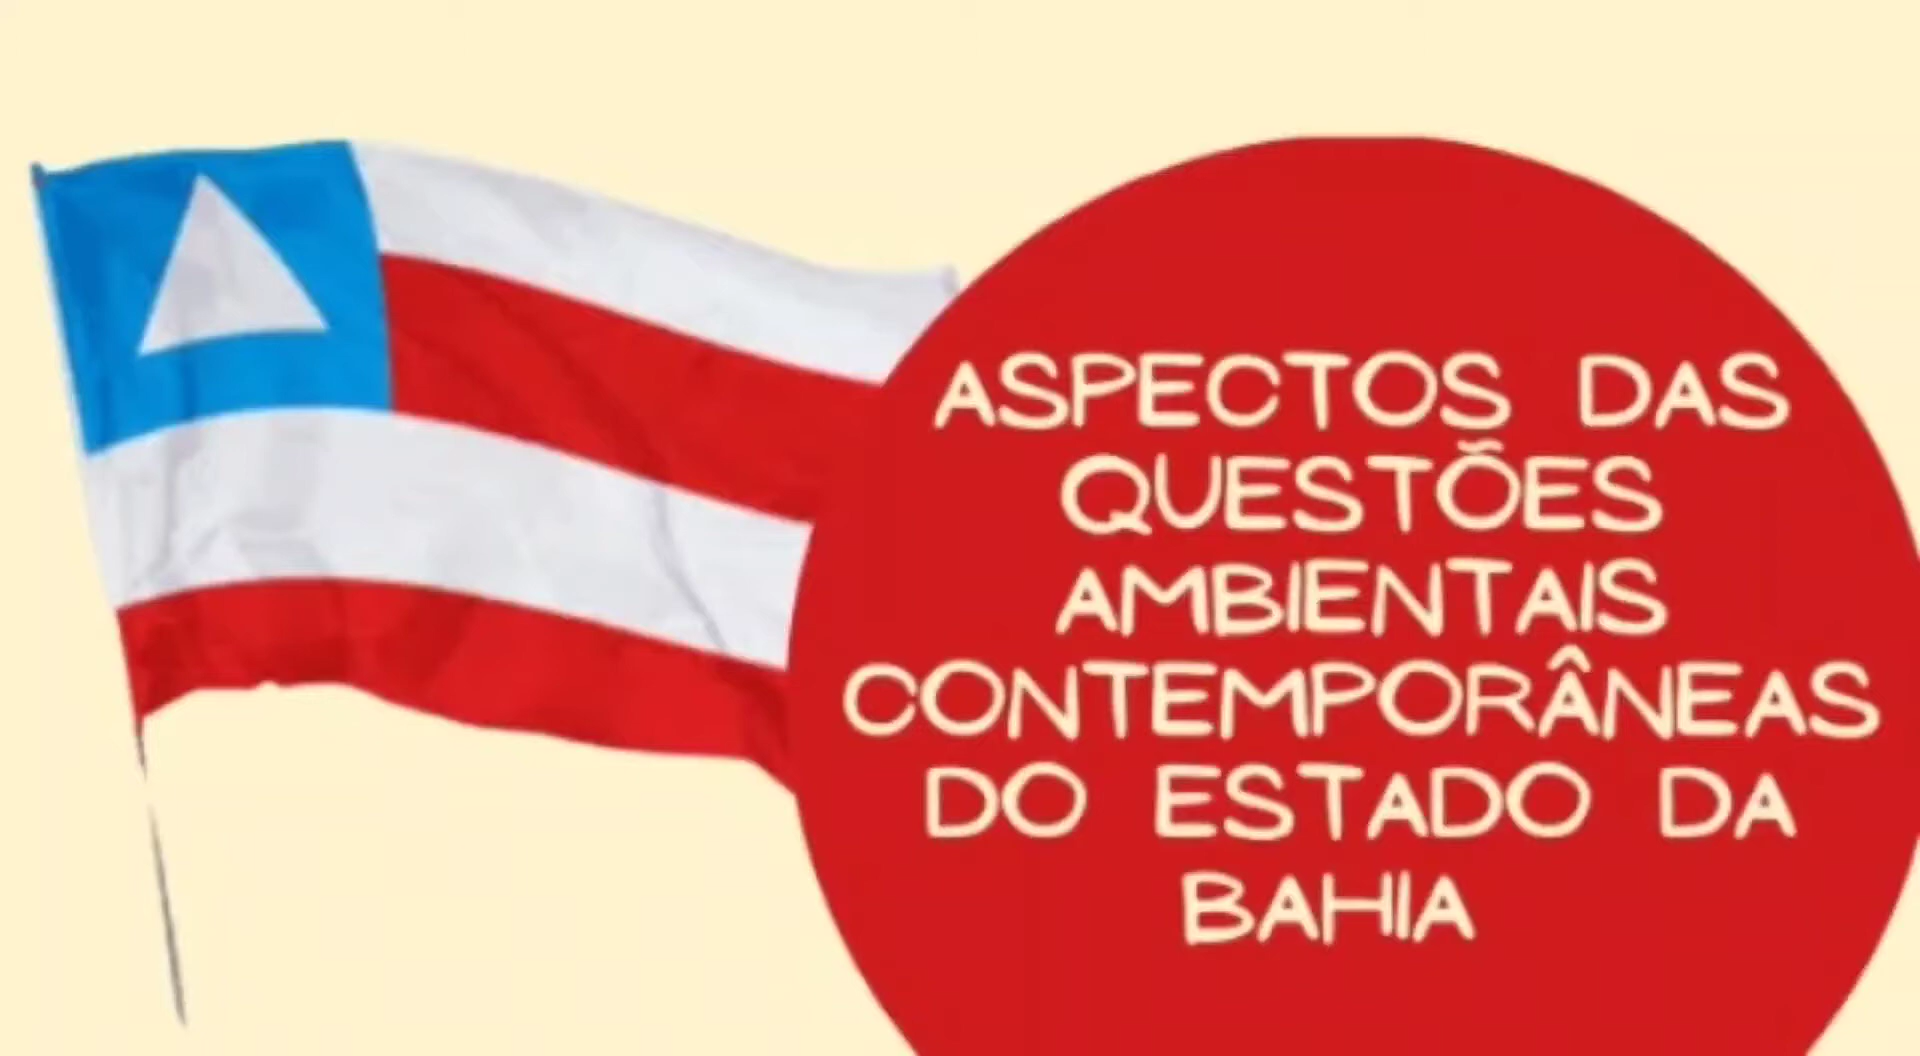 ASPECTOS DAS
QUESTÕES
AMBIENTAIS
CONTEMPORÂNEAS
DO ESTADO DA
BAHIA